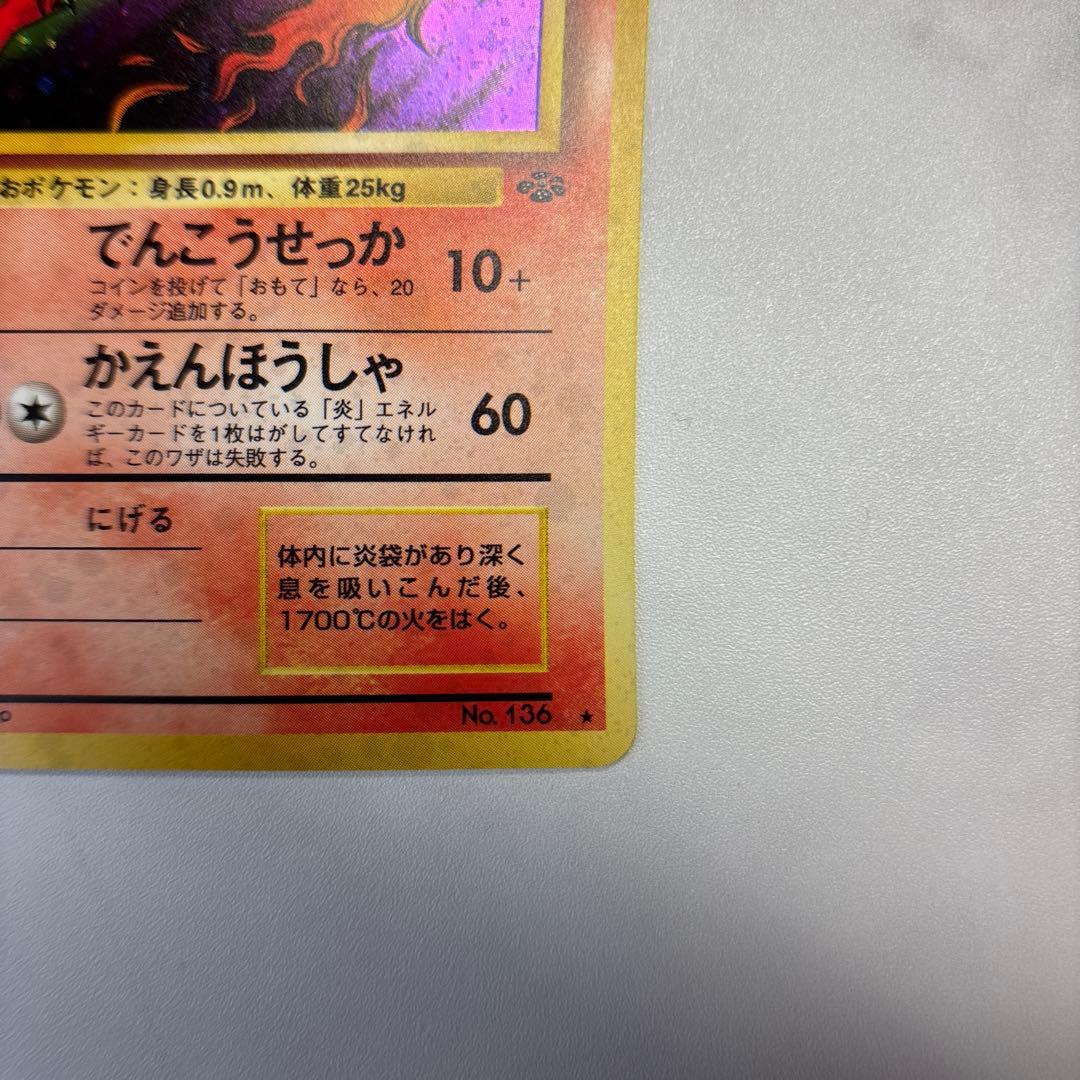 おポケモン：身長0.9m、体重25kg
でんこうせっか 10+
コインを投げて「おもて」なら、20
ダメージ追加する。
かえんほうしゃ 60
このカードについている「炎」エネル
ギーカードを1枚はがしてすてなけれ
ば、このワザは失敗する。
にげる
体内に炎袋があり深く
息を吸いこんだ後、
1700℃の火をはく。
No. 136 ★